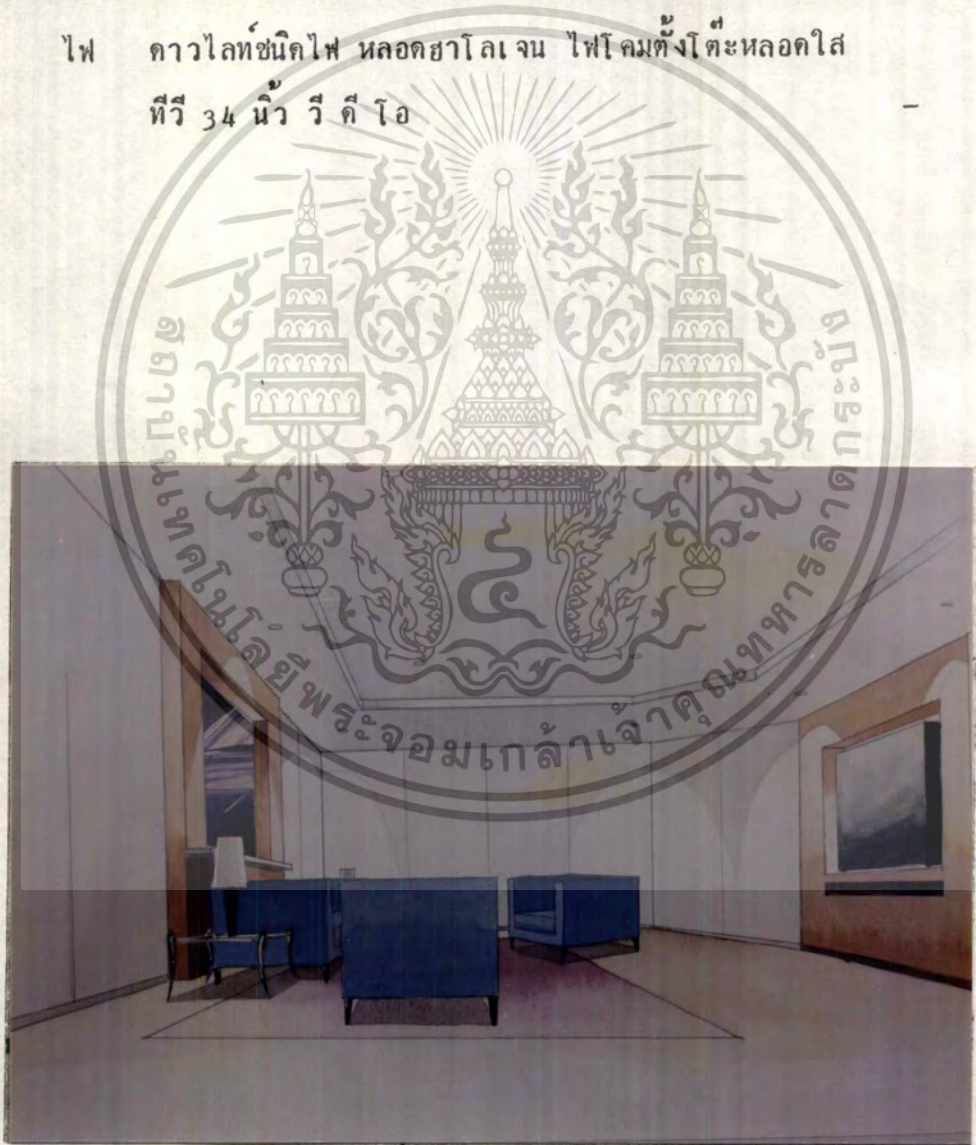 ไฟ ดาวไลท์ชนิดไฟ หลอดฮาโลเจน ไฟโคมตั้งโต๊ะหลอดใส่
ทีวี 34 นิ้ว วี ดี โอ -
สถาบันเทคโนโลยีพระจอมเกล้าเจ้าคุณทหารลาดกระบัง